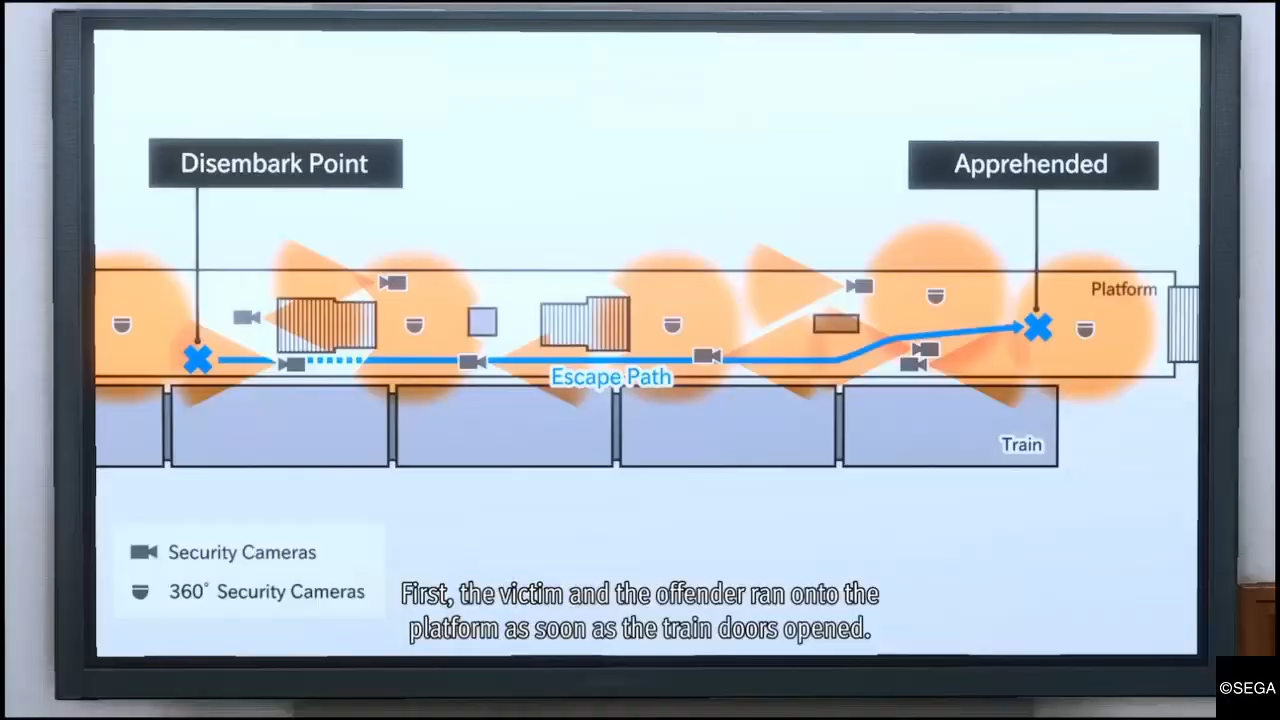 Disembark Point
Apprehended
Platform
Escape Path
Train
Security Cameras
360° Security Cameras
First, the victim and the offender ran onto the
platform as soon as the train doors opened.
©SEGA